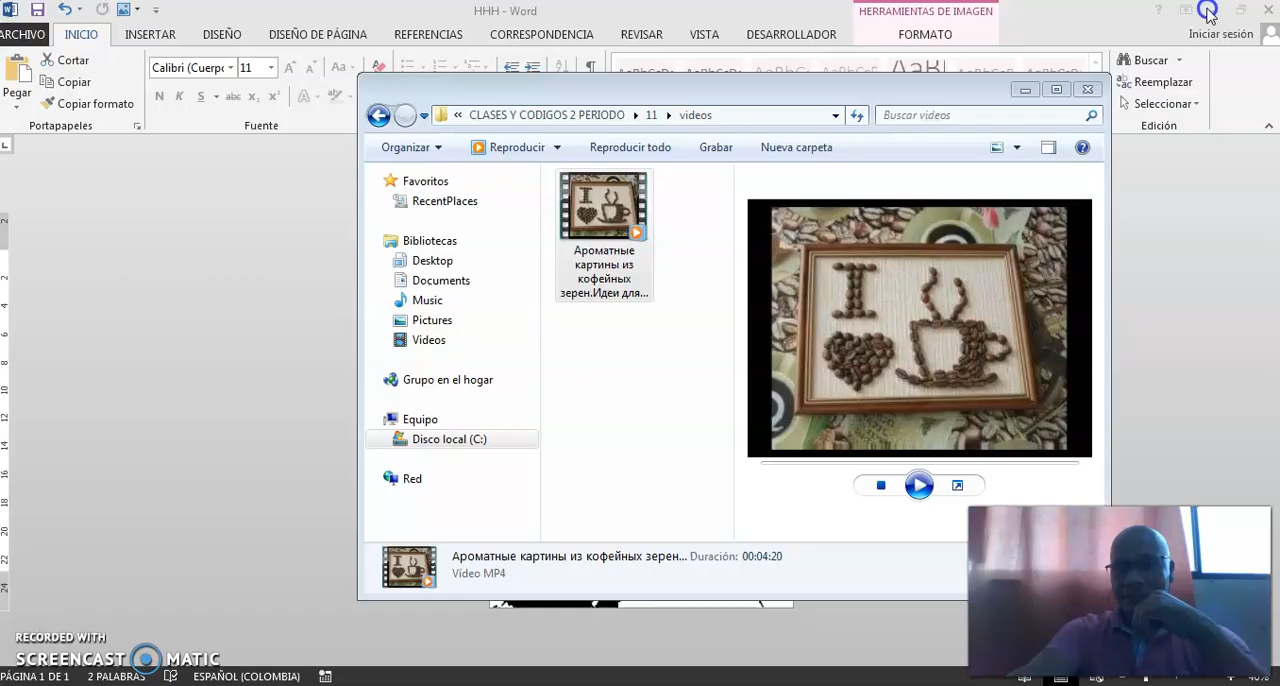 HHH - Word
HERRAMIENTAS DE IMAGEN
ARCHIVO INICIO INSERTAR DISEÑO DISEÑO DE PÁGINA REFERENCIAS CORRESPONDENCIA REVISAR VISTA DESARROLLADOR FORMATO Iniciar sesión
Pegar
Cortar
Copiar
Copiar formato
Portapapeles
Calibri (Cuerpo 11
N K S abc x₂ x²
Fuente
Buscar
Reemplazar
Seleccionar
Edición
« CLASES Y CODIGOS 2 PERIODO 11 videos
Buscar videos
Organizar Reproducir Reproducir todo Grabar Nueva carpeta
Favoritos
RecentPlaces
Bibliotecas
Desktop
Documents
Music
Pictures
Videos
Grupo en el hogar
Equipo
Disco local (C:)
Red
Ароматные
картины из
кофейных
зерен.Идеи для...
I
Ароматные картины из кофейных зерен... Duración: 00:04:20
Vídeo MP4
RECORDED WITH
SCREENCAST MATIC
PÁGINA 1 DE 1 2 PALABRAS ESPAÑOL (COLOMBIA)